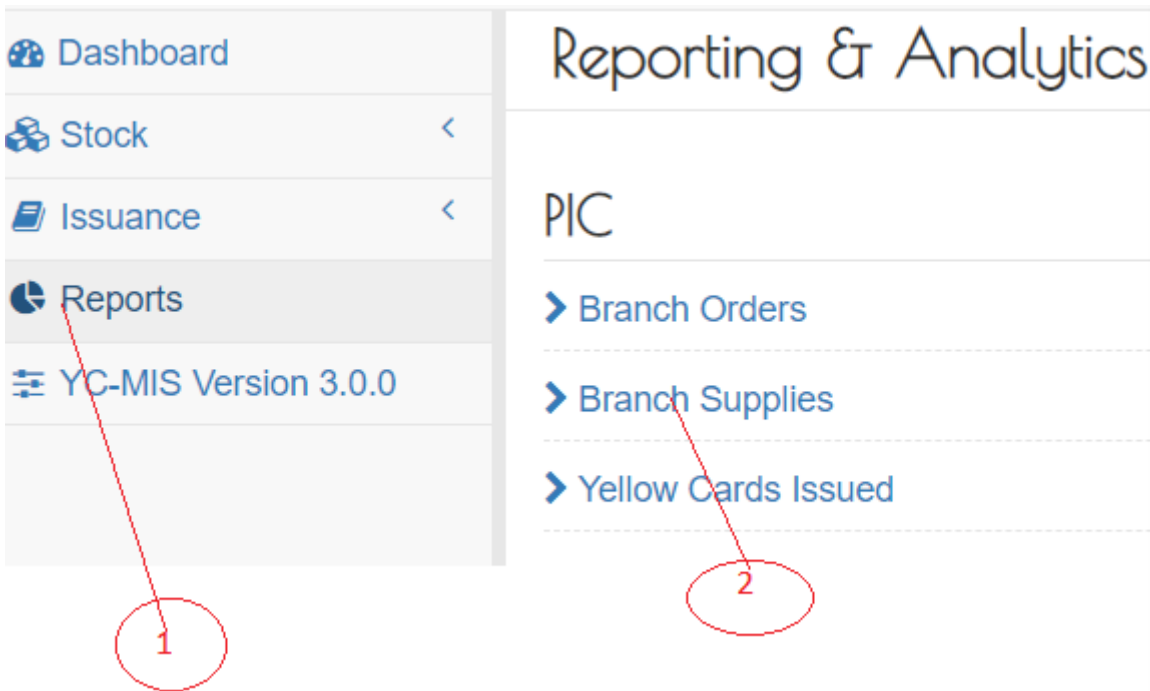 Dashboard
Stock
Issuance
Reports
YC-MIS Version 3.0.0
Reporting & Analytics
PIC
Branch Orders
Branch Supplies
Yellow Cards Issued
1
2